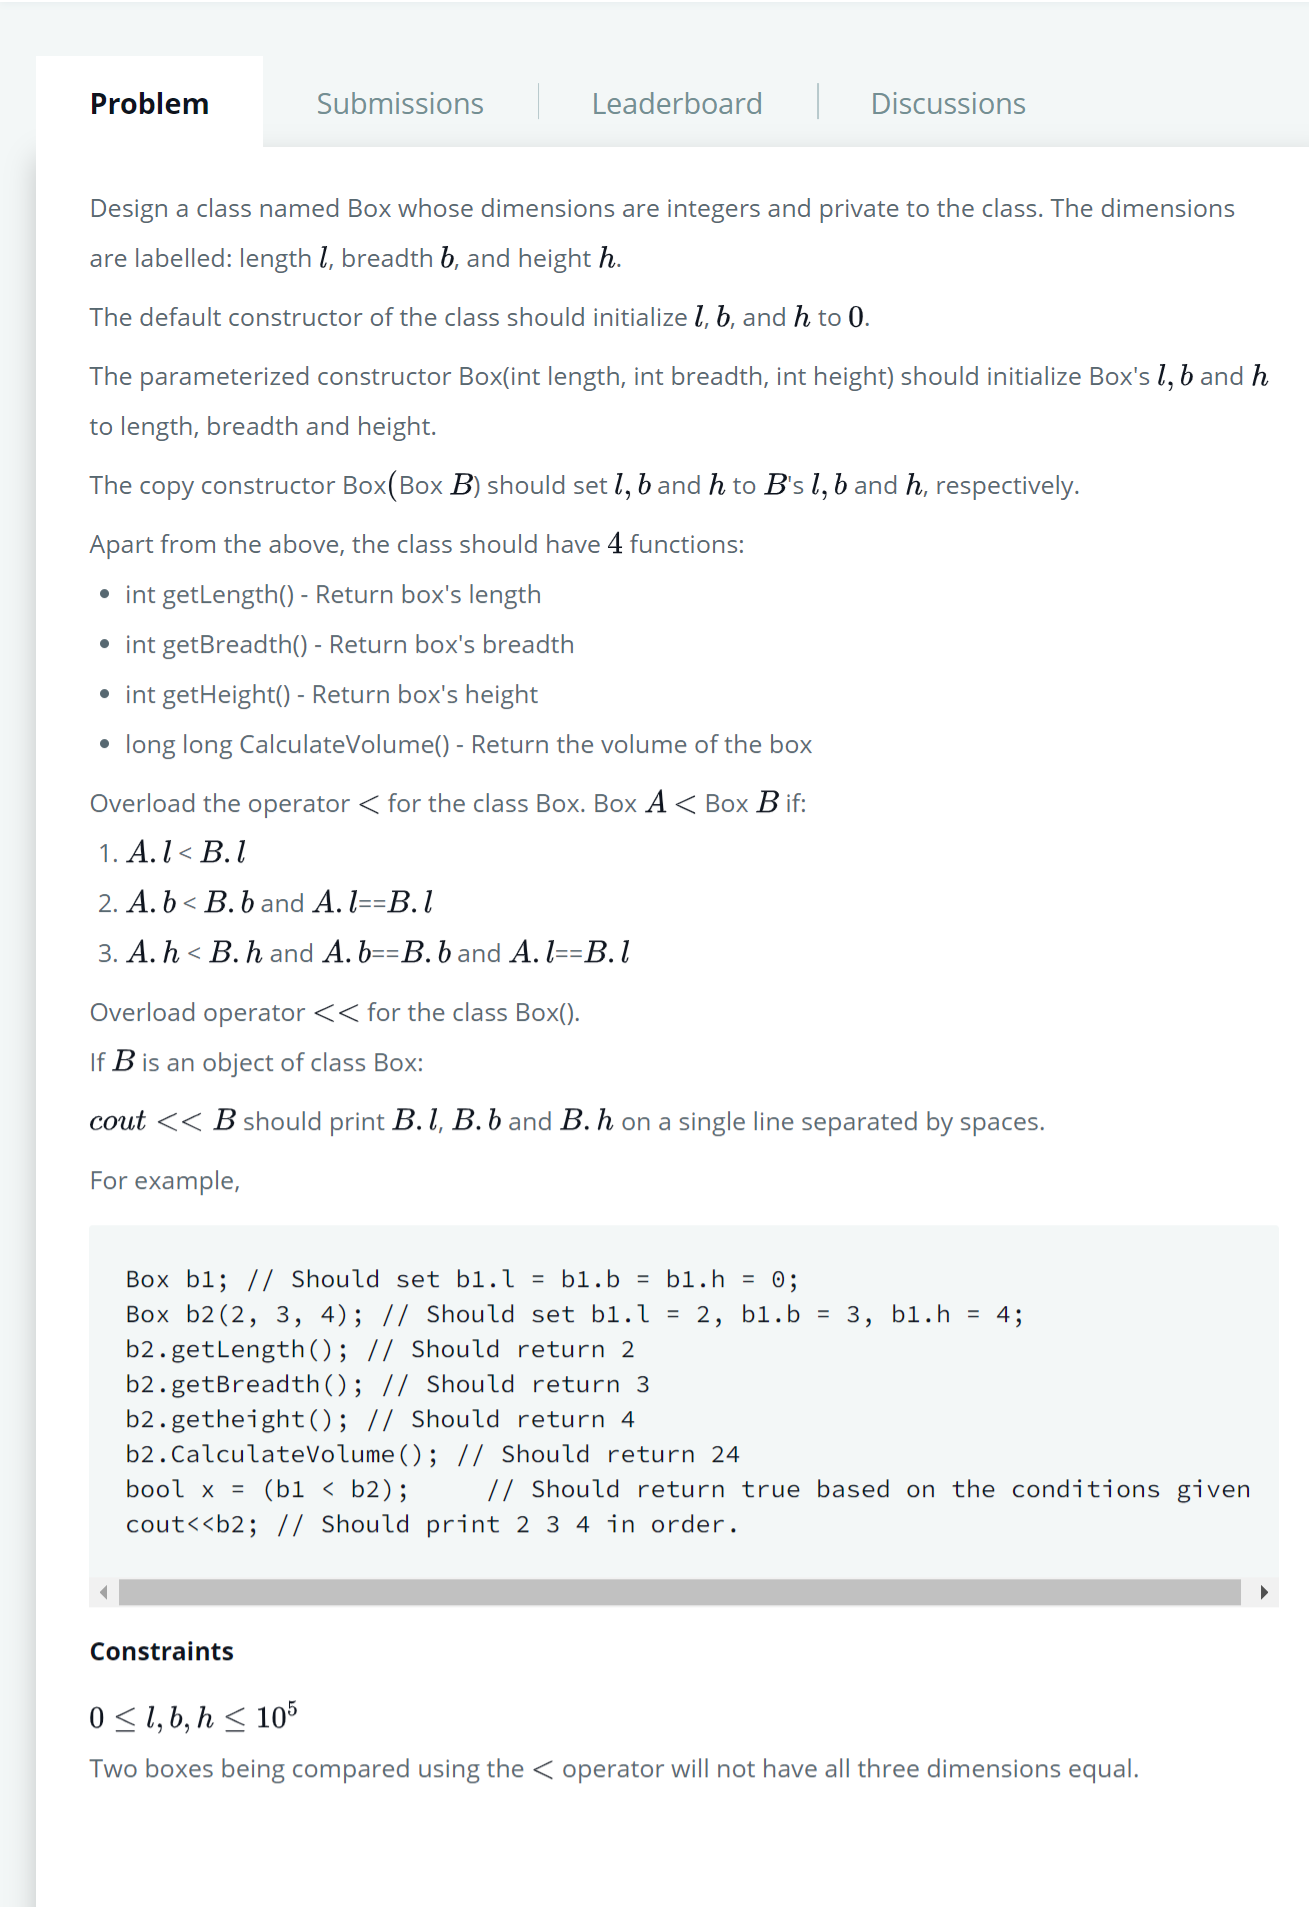 Problem
Submissions
Leaderboard
Discussions
Design a class named Box whose dimensions are integers and private to the class. The dimensions
are labelled: length l, breadth b, and height h.
The default constructor of the class should initialize l, b, and h to 0.
The parameterized constructor Box(int length, int breadth, int height) should initialize Box's l, b and h
to length, breadth and height.
The copy constructor Box(Box B) should set l, b and h to B's l, b and h, respectively.
Apart from the above, the class should have 4 functions:
• int getLength() - Return box's length
• int getBreadth() - Return box's breadth
• int getHeight() - Return box's height
• long long CalculateVolume() - Return the volume of the box
Overload the operator < for the class Box. Box A < Box B if:
1. A.l < B.l
2. A.b < B.b and A.l==B.l
3. A.h < B.h and A.b==B.b and A.l==B.l
Overload operator << for the class Box().
If B is an object of class Box:
cout << B should print B.l, B.b and B.h on a single line separated by spaces.
For example,
Box b1; // Should set b1.l = b1.b = b1.h = 0;
Box b2(2, 3, 4); // Should set b1.l = 2, b1.b = 3, b1.h = 4;
b2.getLength(); // Should return 2
b2.getBreadth(); // Should return 3
b2.getheight(); // Should return 4
b2.CalculateVolume(); // Should return 24
bool x = (b1 < b2); // Should return true based on the conditions given
cout<<b2; // Should print 2 3 4 in order.
Constraints
0 ≤ l, b, h ≤ 10⁵
Two boxes being compared using the < operator will not have all three dimensions equal.